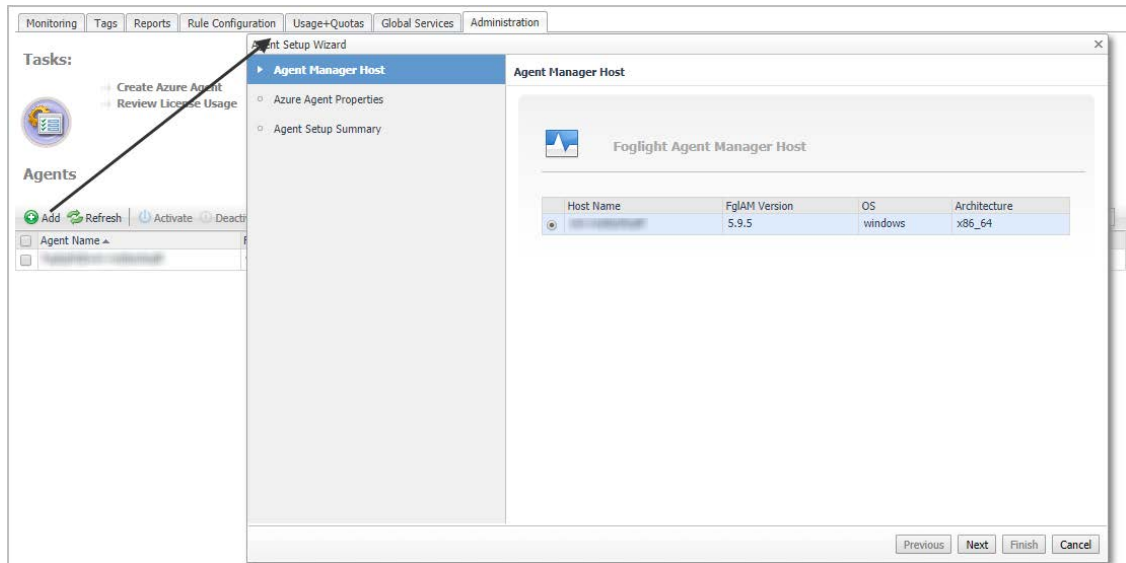 Monitoring Tags Reports Rule Configuration Usage+Quotas Global Services Administration
Tasks:
Create Azure Agent
Review License Usage
Agents
Add Refresh Activate Deacti
Agent Name
Agent Setup Wizard
Agent Manager Host
Azure Agent Properties
Agent Setup Summary
Agent Manager Host
Foglight Agent Manager Host
Host Name FglAM Version OS Architecture
5.9.5 windows x86_64
Previous Next Finish Cancel